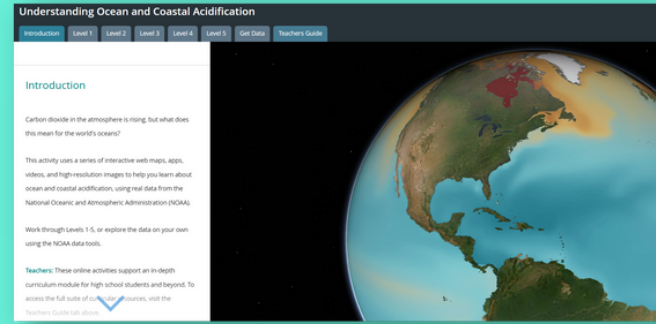 Understanding Ocean and Coastal Acidification
Introduction Level 1 Level 2 Level 3 Level 4 Level 5 Get Data Teachers Guide
Introduction
Carbon dioxide in the atmosphere is rising, but what does
this mean for the world's oceans?
This activity uses a series of interactive web maps, apps,
videos, and high-resolution images to help you learn about
ocean and coastal acidification, using real data from the
National Oceanic and Atmospheric Administration (NOAA).
Work through Levels 1-5, or explore the data on your own
using the NOAA data tools.
Teachers: These online activities support an in-depth
curriculum module for high school students and beyond. To
access the full suite of visit the
Teachers Guide tab above.